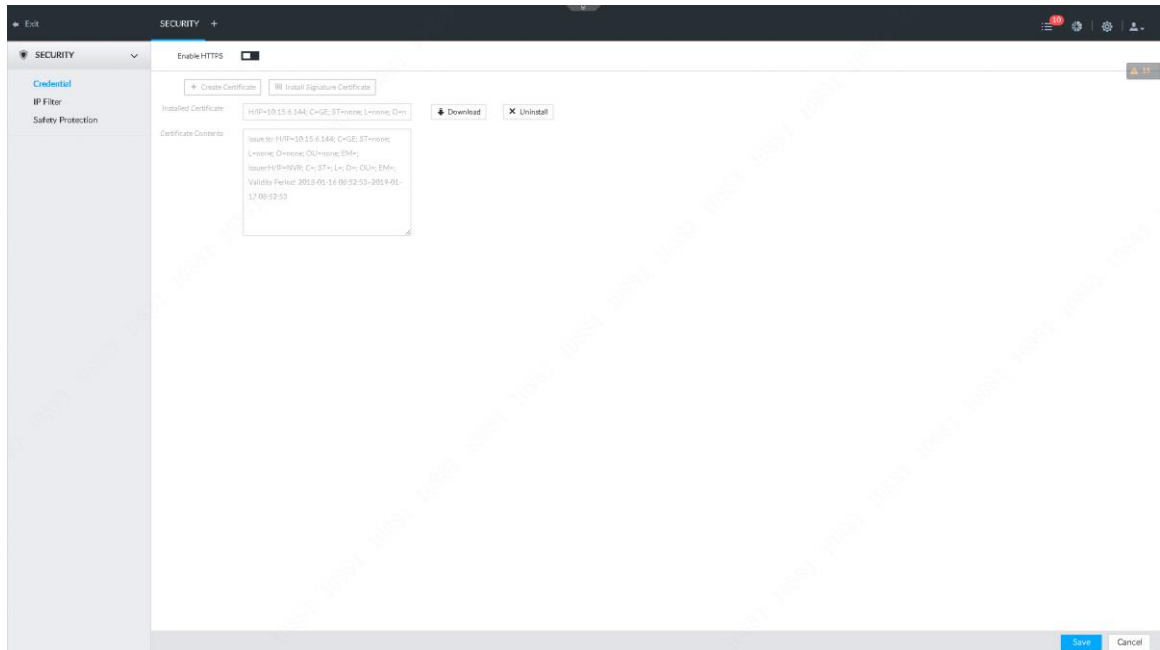 Exit
SECURITY +
10
SECURITY
Enable HTTPS
11
Credential
+ Create Certificate
Install Signature Certificate
IP Filter
Installed Certificate
H/IP=10.15.6.144; C=GE; ST=none; L=none; O=n
Download
X Uninstall
Safety Protection
Certificate Contents
Issue to: H/IP=10.15.6.144; C=GE; ST=none;
L=none; O=none; OU=none; EM=;
Issuer:H/IP=NVR; C=; ST=; L=; O=; OU=; EM=;
Validity Period: 2018-01-16 08:52:53~2019-01-
17 08:52:53
Save
Cancel